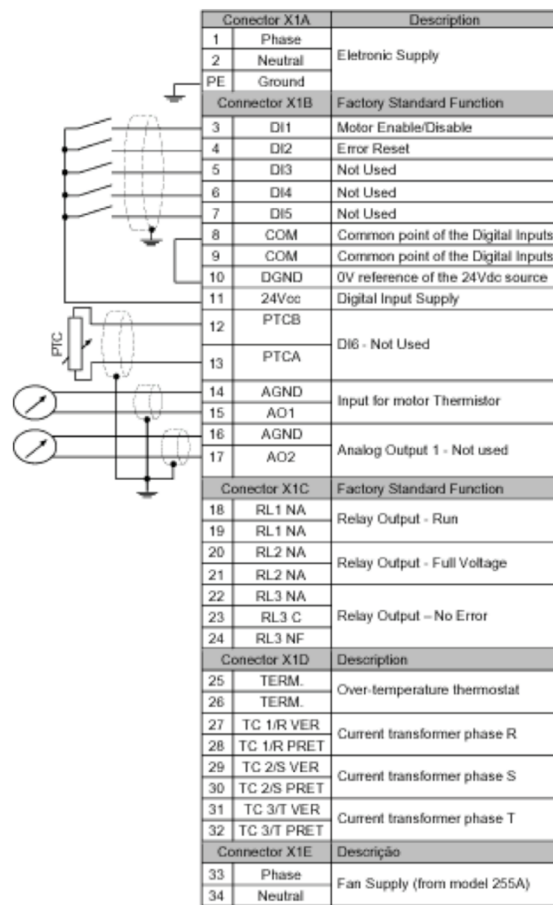 Conector X1A Description
1 Phase Eletronic Supply
2 Neutral
PE Ground
Connector X1B Factory Standard Function
3 DI1 Motor Enable/Disable
4 DI2 Error Reset
5 DI3 Not Used
6 DI4 Not Used
7 DI5 Not Used
8 COM Common point of the Digital Inputs
9 COM Common point of the Digital Inputs
10 DGND 0V reference of the 24Vdc source
11 24Vcc Digital Input Supply
PTC
12 PTCB DI6 - Not Used
13 PTCA
14 AGND Input for motor Thermistor
15 AO1
16 AGND Analog Output 1 - Not used
17 AO2
Conector X1C Factory Standard Function
18 RL1 NA Relay Output - Run
19 RL1 NA
20 RL2 NA Relay Output - Full Voltage
21 RL2 NA
22 RL3 NA Relay Output – No Error
23 RL3 C
24 RL3 NF
Conector X1D Description
25 TERM. Over-temperature thermostat
26 TERM.
27 TC 1/R VER Current transformer phase R
28 TC 1/R PRET
29 TC 2/S VER Current transformer phase S
30 TC 2/S PRET
31 TC 3/T VER Current transformer phase T
32 TC 3/T PRET
Connector X1E Descrição
33 Phase Fan Supply (from model 255A)
34 Neutral